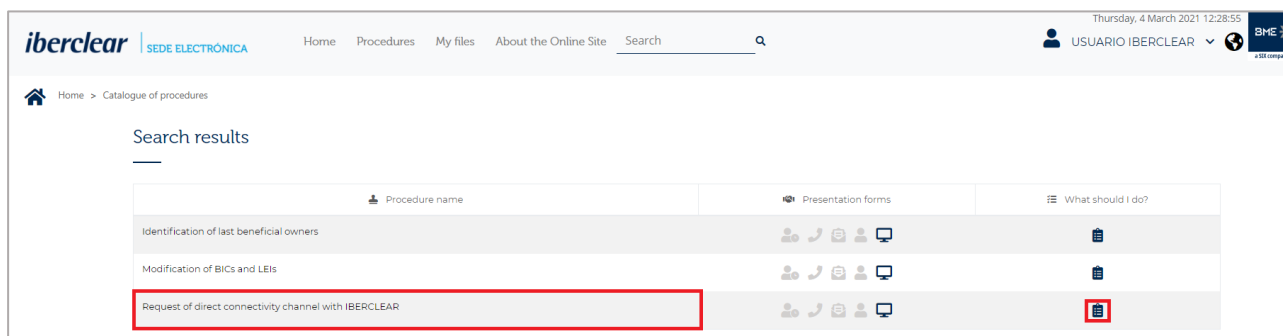 Thursday, 4 March 2021 12:28:55
iberclear SEDE ELECTRÓNICA Home Procedures My files About the Online Site Search USUARIO IBERCLEAR BME
a SIX compa
Home > Catalogue of procedures
Search results
Procedure name Presentation forms What should I do?
Identification of last beneficial owners
Modification of BICs and LEIs
Request of direct connectivity channel with IBERCLEAR